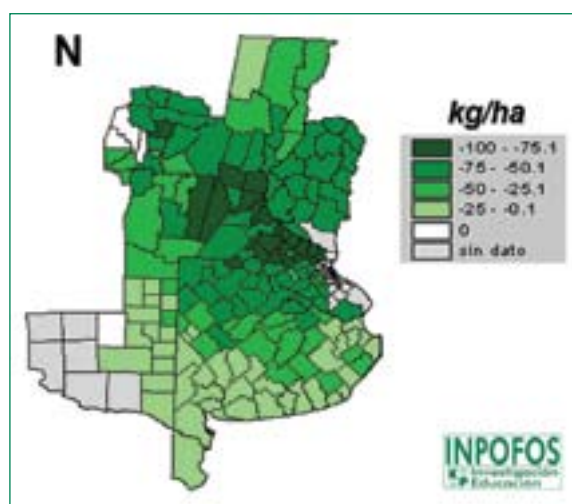 N
kg/ha
-100 - -75.1
-75 - -50.1
-50 - -25.1
-25 - -0.1
0
sin dato
INPOFOS
Investigación
Educación